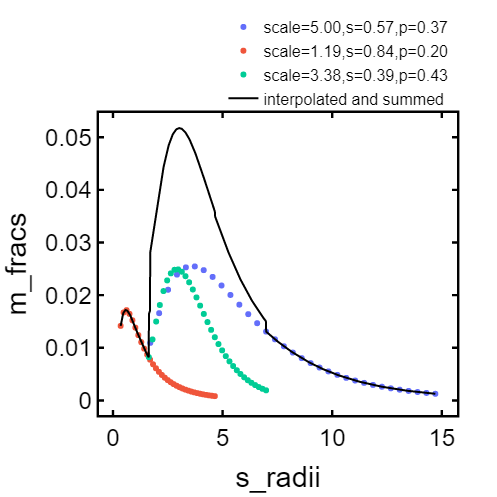 scale=5.00,s=0.57,p=0.37
scale=1.19,s=0.84,p=0.20
scale=3.38,s=0.39,p=0.43
interpolated and summed
0.05
0.04
0.03
0.02
0.01
0
m_fracs
0 5 10 15
s_radii